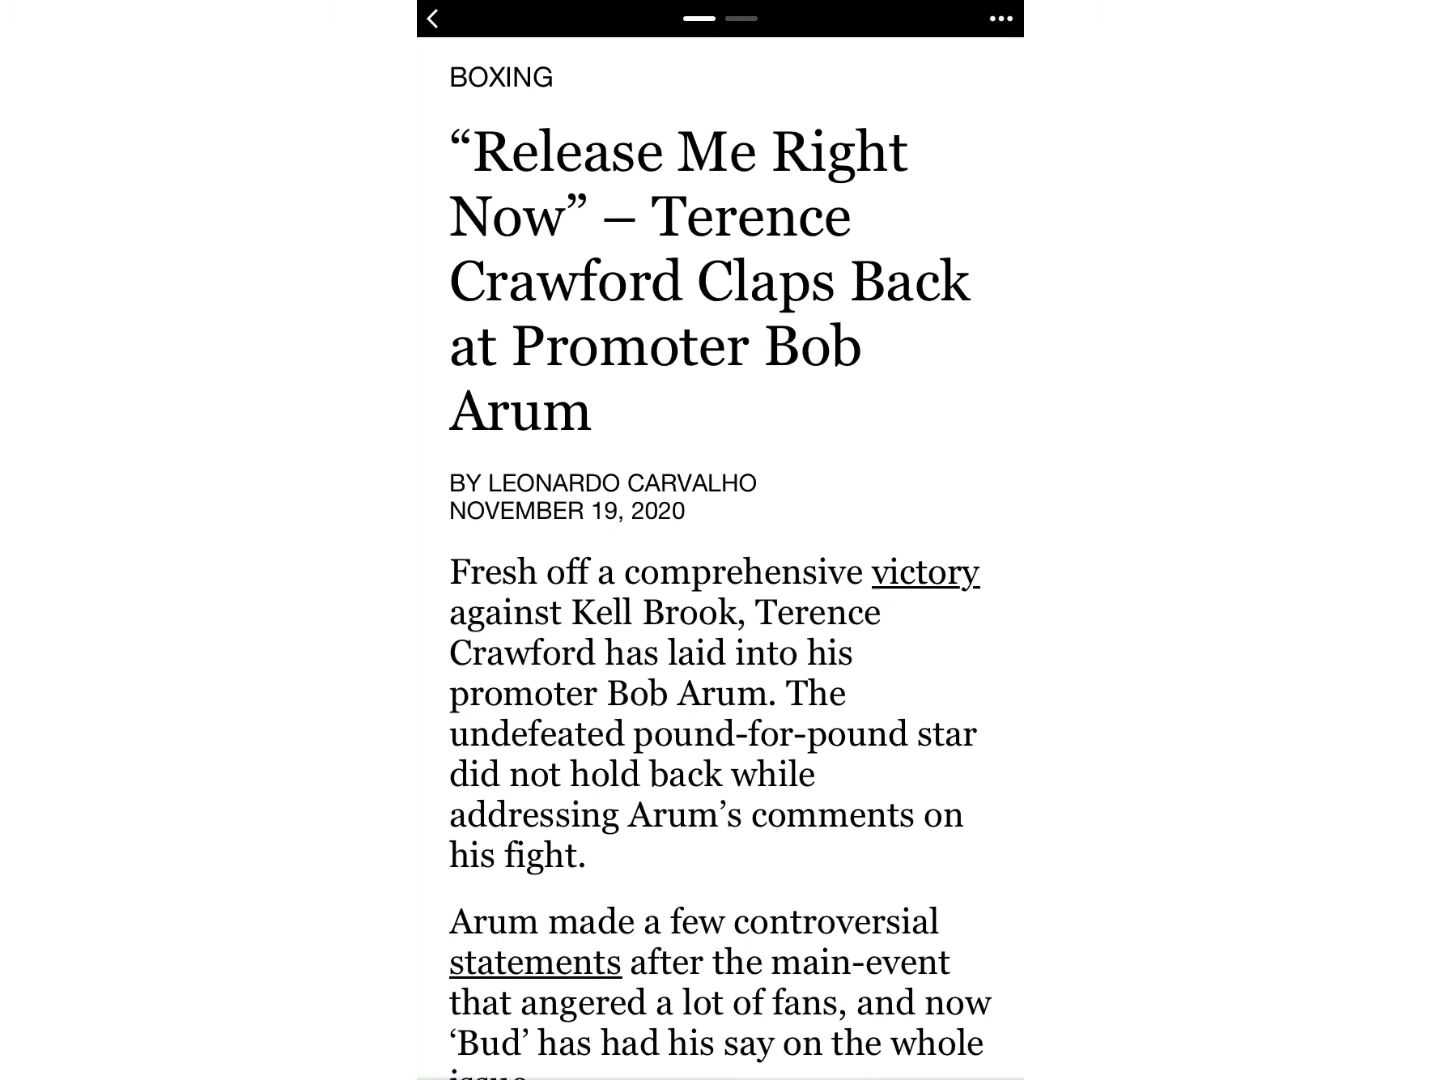 BOXING
“Release Me Right
Now” – Terence
Crawford Claps Back
at Promoter Bob
Arum
BY LEONARDO CARVALHO
NOVEMBER 19, 2020
Fresh off a comprehensive victory
against Kell Brook, Terence
Crawford has laid into his
promoter Bob Arum. The
undefeated pound-for-pound star
did not hold back while
addressing Arum’s comments on
his fight.
Arum made a few controversial
statements after the main-event
that angered a lot of fans, and now
‘Bud’ has had his say on the whole